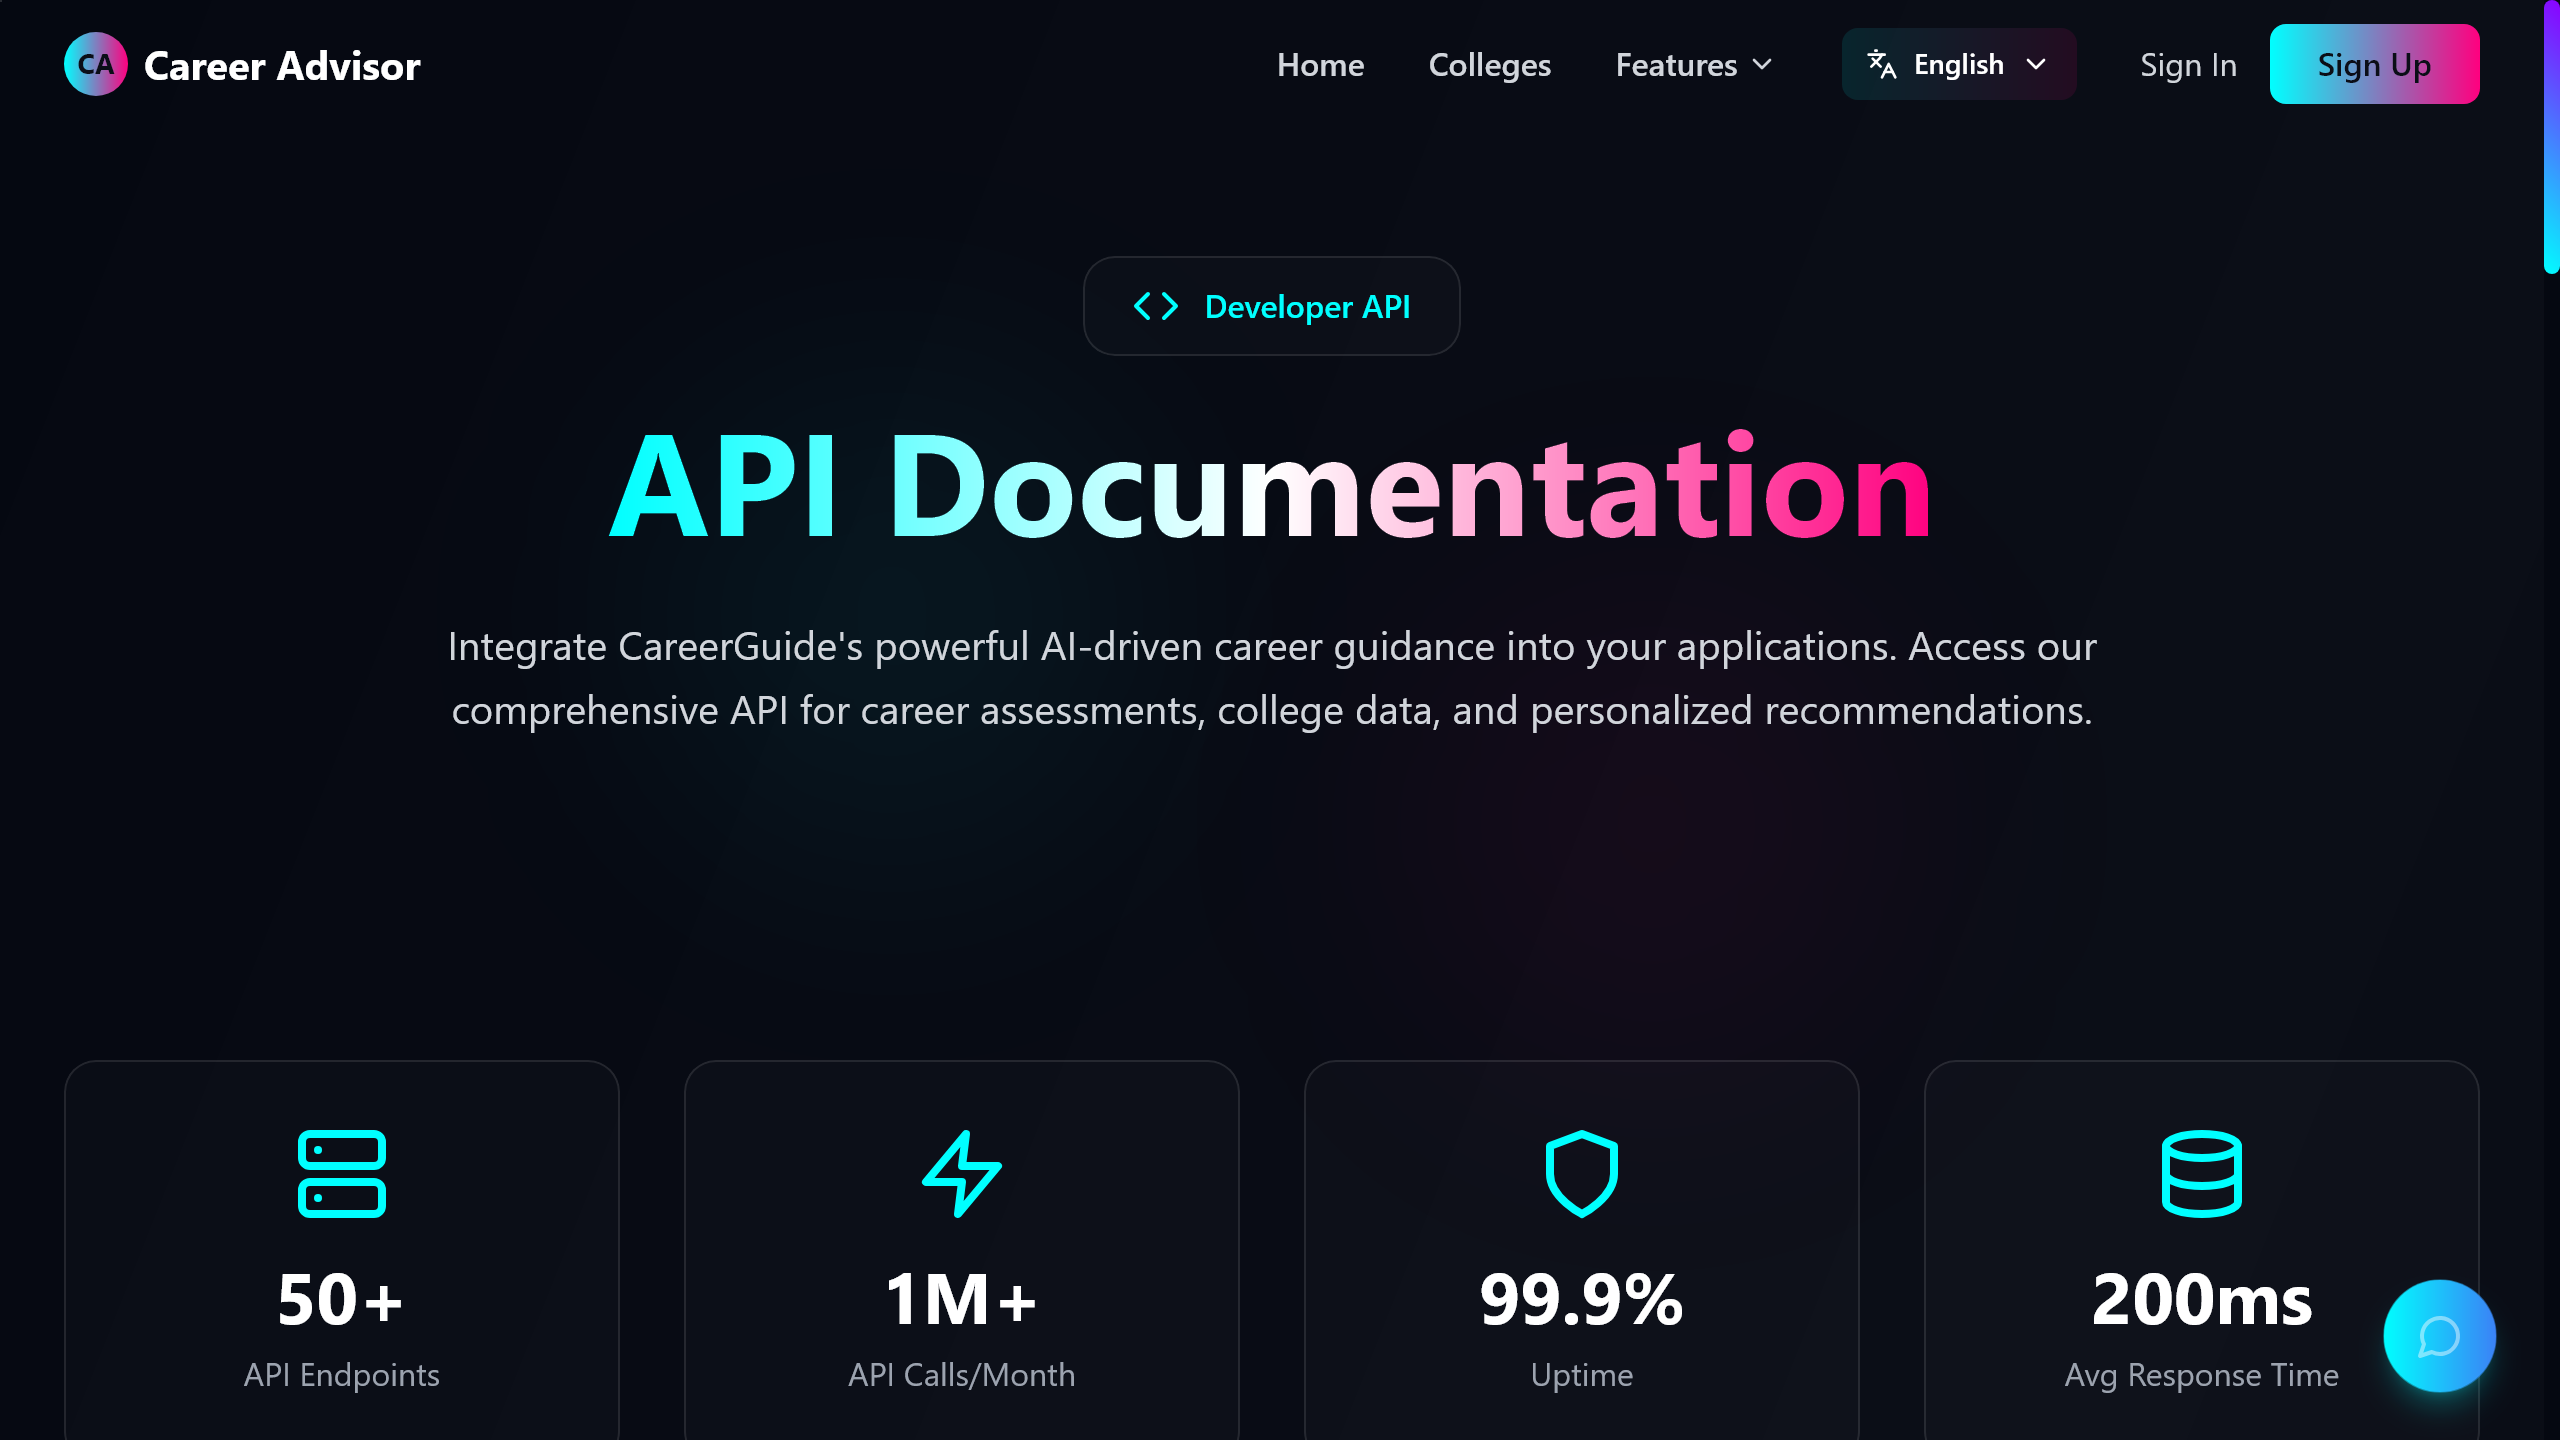 CA Career Advisor
Home
Colleges
Features
English
Sign In
Sign Up
Developer API
API Documentation
Integrate CareerGuide's powerful AI-driven career guidance into your applications. Access our
comprehensive API for career assessments, college data, and personalized recommendations.
50+
API Endpoints
1M+
API Calls/Month
99.9%
Uptime
200ms
Avg Response Time